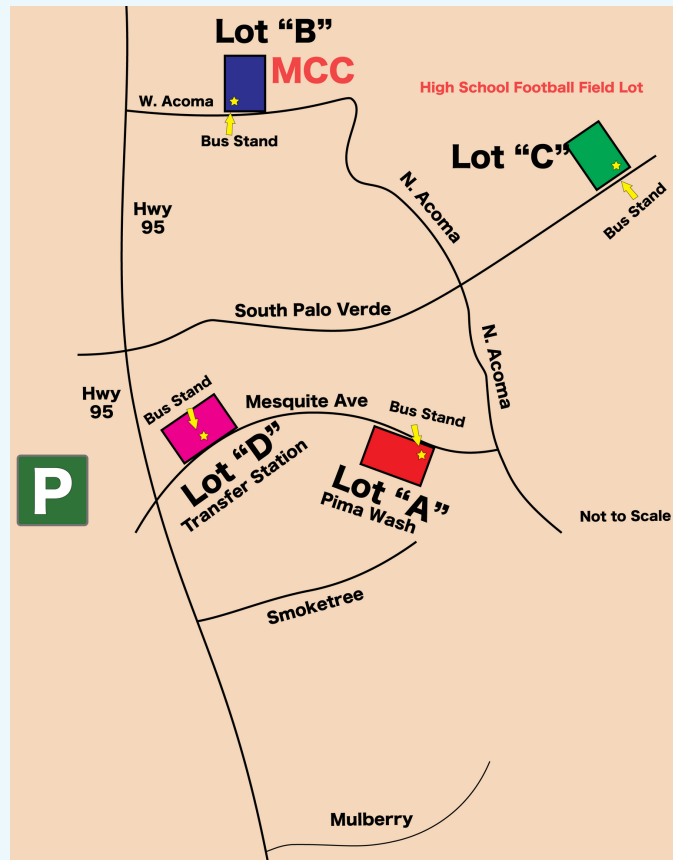 Lot “B”
MCC
W. Acoma
Bus Stand
High School Football Field Lot
Lot “C”
Bus Stand
N. Acoma
Hwy
95
South Palo Verde
N. Acoma
Hwy
95
Bus Stand
Mesquite Ave
Bus Stand
Lot “D”
Transfer Station
Lot “A”
Pima Wash
P
Not to Scale
Smoketree
Mulberry